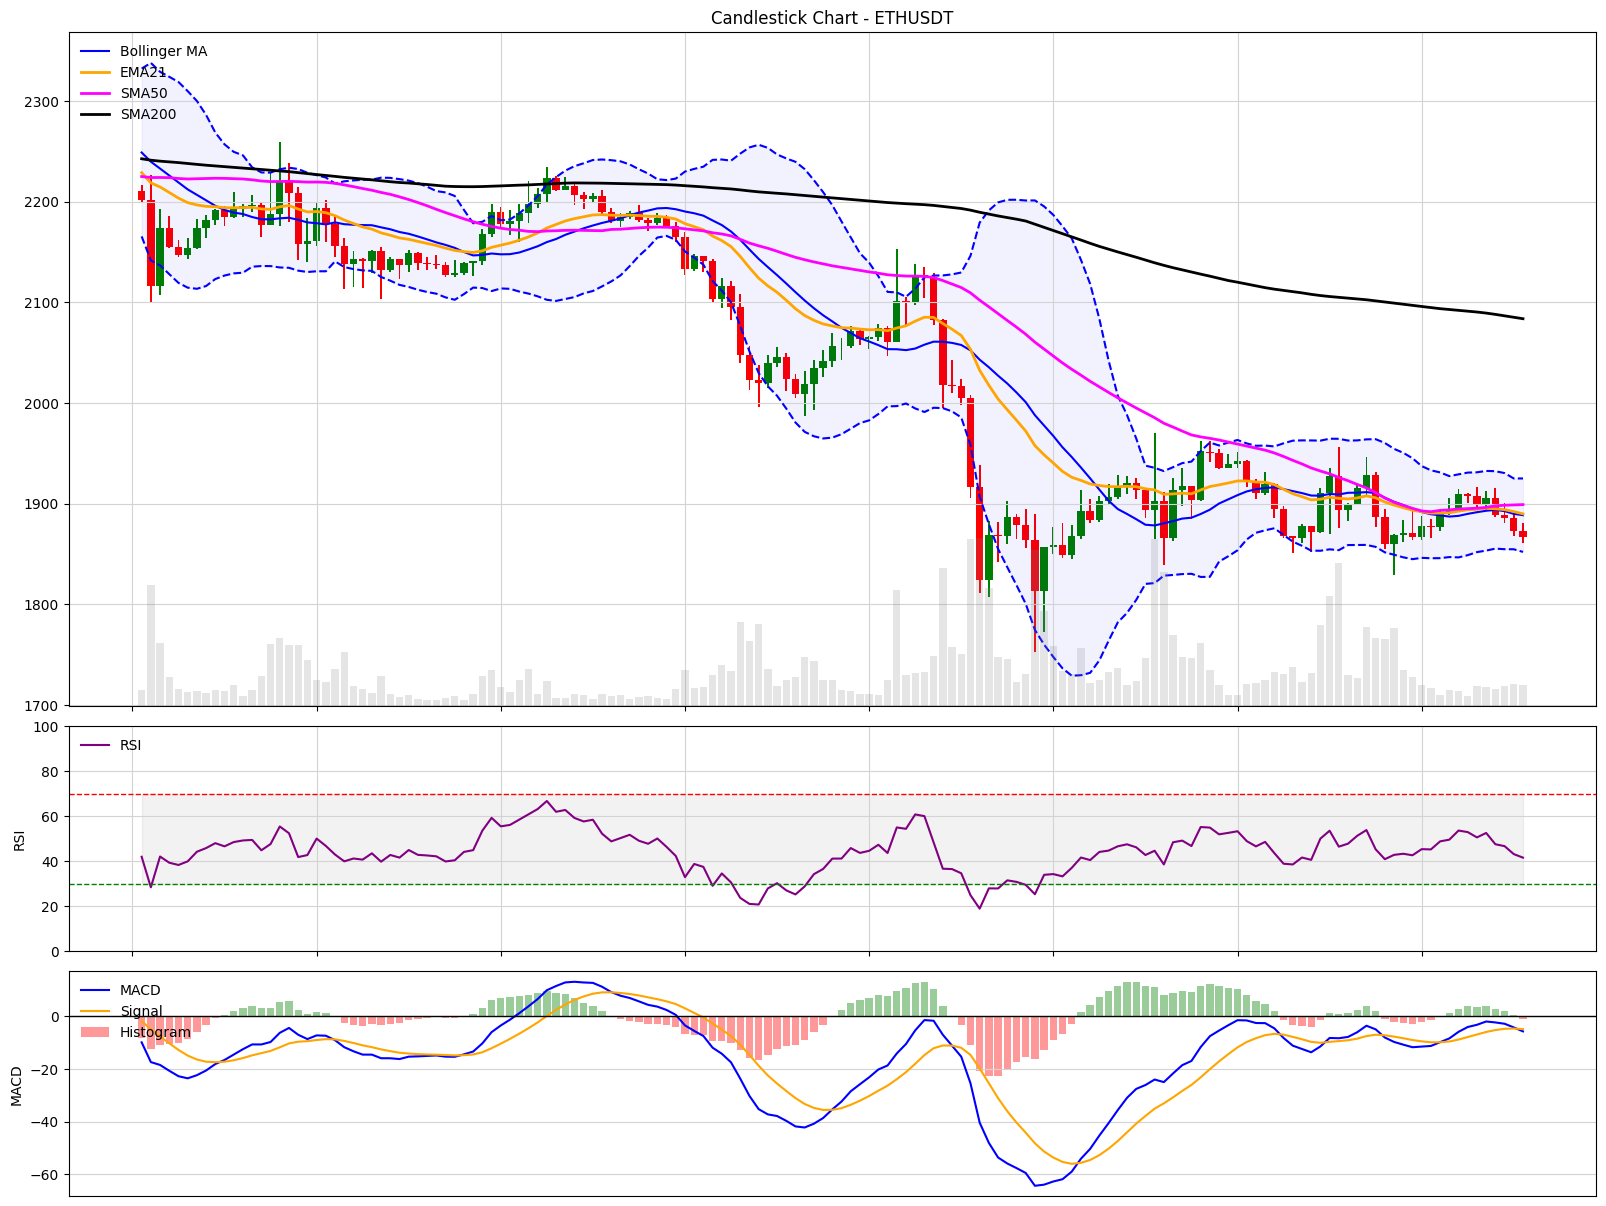 Candlestick Chart - ETHUSDT
Bollinger MA
EMA21
SMA50
SMA200
2300
2200
2100
2000
1900
1800
1700
RSI
100
80
60
40
20
0
RSI
MACD
Signal
Histogram
0
−20
−40
−60
MACD